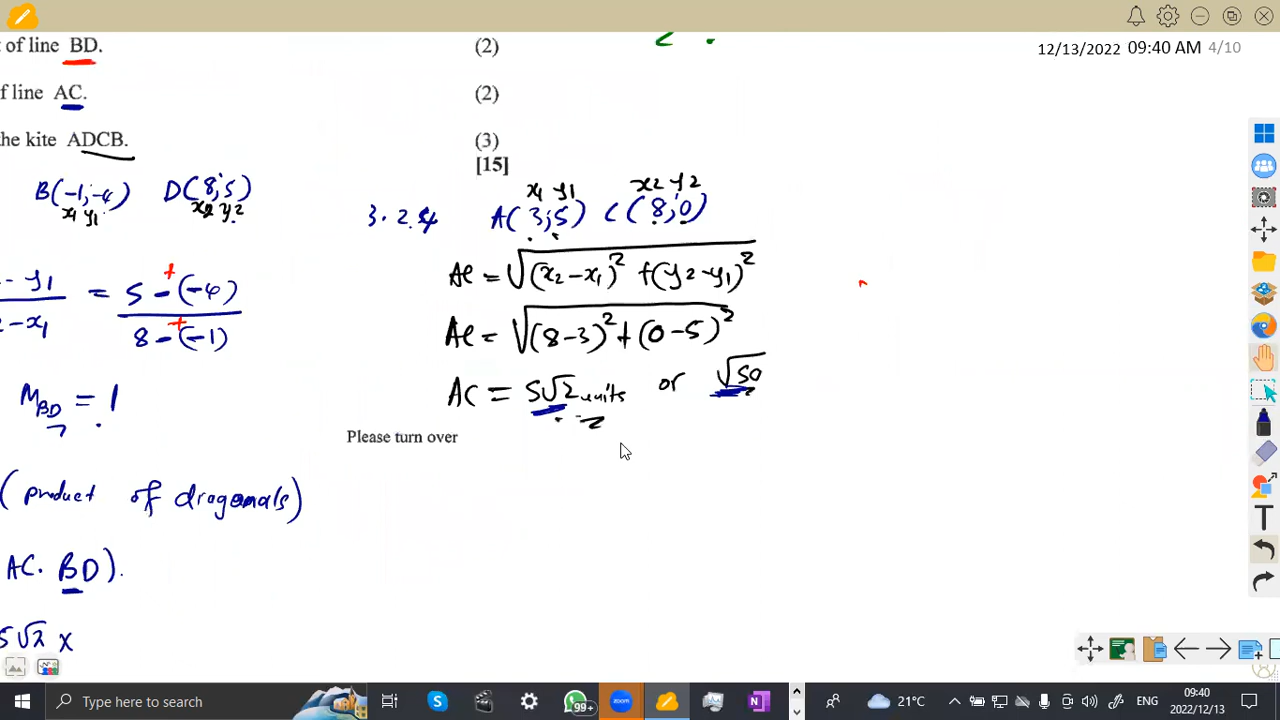 12/13/2022 09:40 AM 4/10
t of line BD. (2)
f line AC. (2)
the kite ADCB. (3)
[15]
B(-1;-4) D(8;5)
x1 y1 x2 y2
- y1 / - x1 = 5 - (-4) / 8 - (-1)
+
+
MBD = 1
(product of diagonals)
AC. BD).
5√2 x
x1 y1 x2 y2
3.2.4 A(3;5) C(8;0)
AC = √(x2-x1)² + (y2-y1)²
AC = √(8-3)² + (0-5)²
AC = 5√2 units or √50
Please turn over
T
Type here to search
99+
21°C
ENG
09:40
2022/12/13